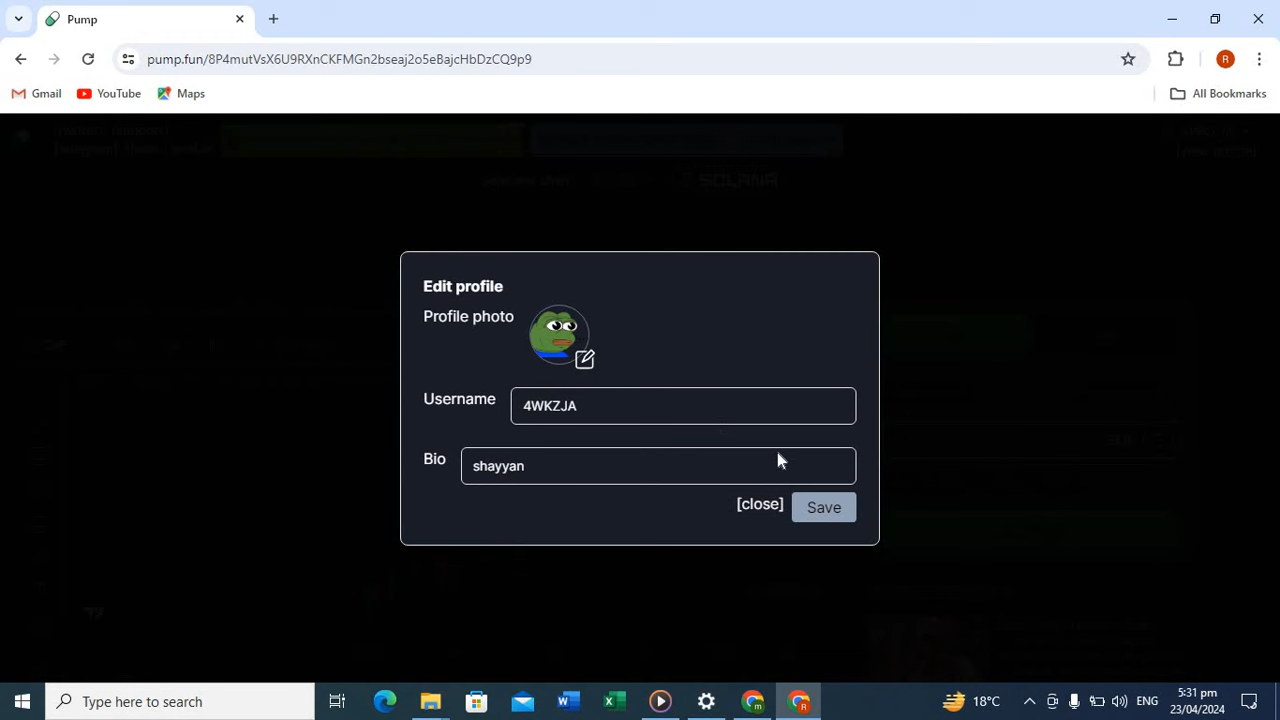 Pump
pump.fun/8P4mutVsX6U9RXnCKFMGn2bseaj2o5eBajcHbDzCQ9p9
R
Gmail
YouTube
Maps
All Bookmarks
SOLANA
Edit profile
Profile photo
Username
4WKZJA
Bio
shayyan
[close]
Save
Type here to search
18°C
ENG
5:31 pm
23/04/2024